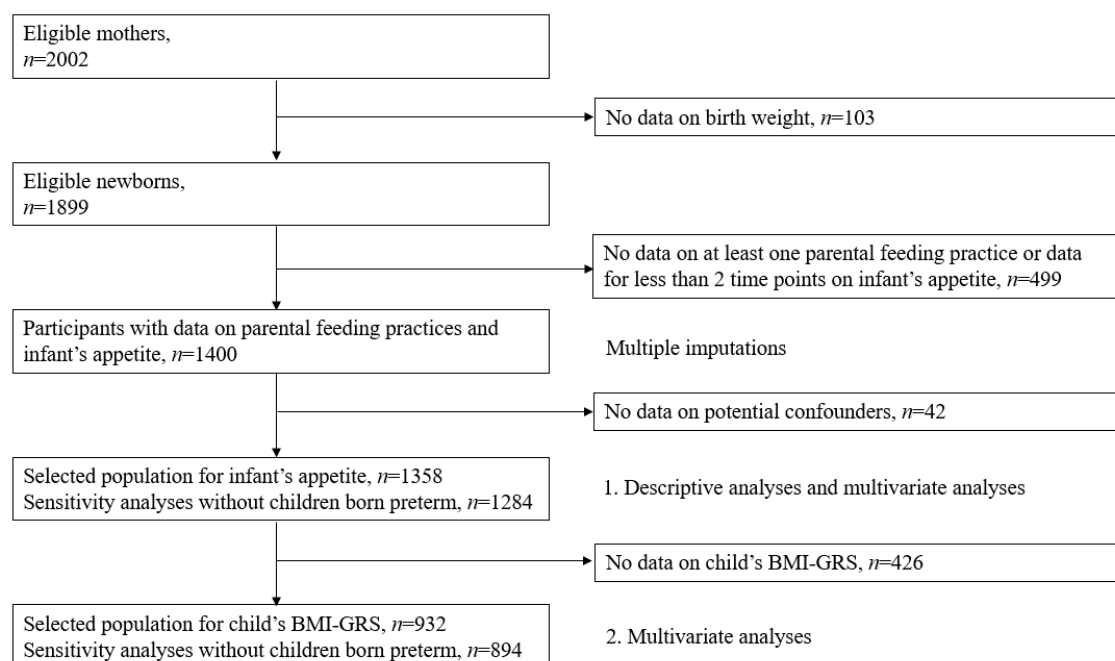 Eligible mothers,
n=2002
No data on birth weight, n=103
Eligible newborns,
n=1899
No data on at least one parental feeding practice or data
for less than 2 time points on infant’s appetite, n=499
Participants with data on parental feeding practices and
infant’s appetite, n=1400
Multiple imputations
No data on potential confounders, n=42
Selected population for infant’s appetite, n=1358
Sensitivity analyses without children born preterm, n=1284
1. Descriptive analyses and multivariate analyses
No data on child’s BMI-GRS, n=426
Selected population for child’s BMI-GRS, n=932
Sensitivity analyses without children born preterm, n=894
2. Multivariate analyses